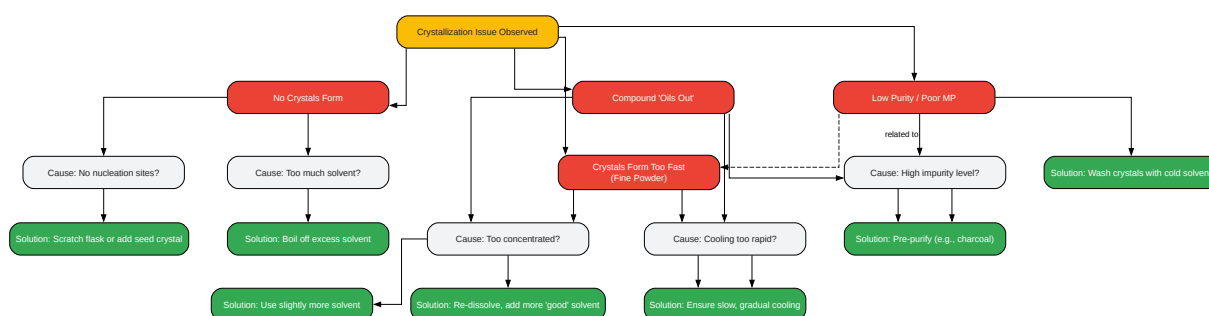 Crystallization Issue Observed
No Crystals Form
Compound 'Oils Out'
Low Purity / Poor MP
related to
Cause: No nucleation sites?
Cause: Too much solvent?
Crystals Form Too Fast
(Fine Powder)
Cause: High impurity level?
Solution: Wash crystals with cold solven
Solution: Scratch flask or add seed crystal
Solution: Boil off excess solvent
Cause: Too concentrated?
Cause: Cooling too rapid?
Solution: Pre-purify (e.g., charcoal)
Solution: Use slightly more solvent
Solution: Re-dissolve, add more 'good' solvent
Solution: Ensure slow, gradual cooling